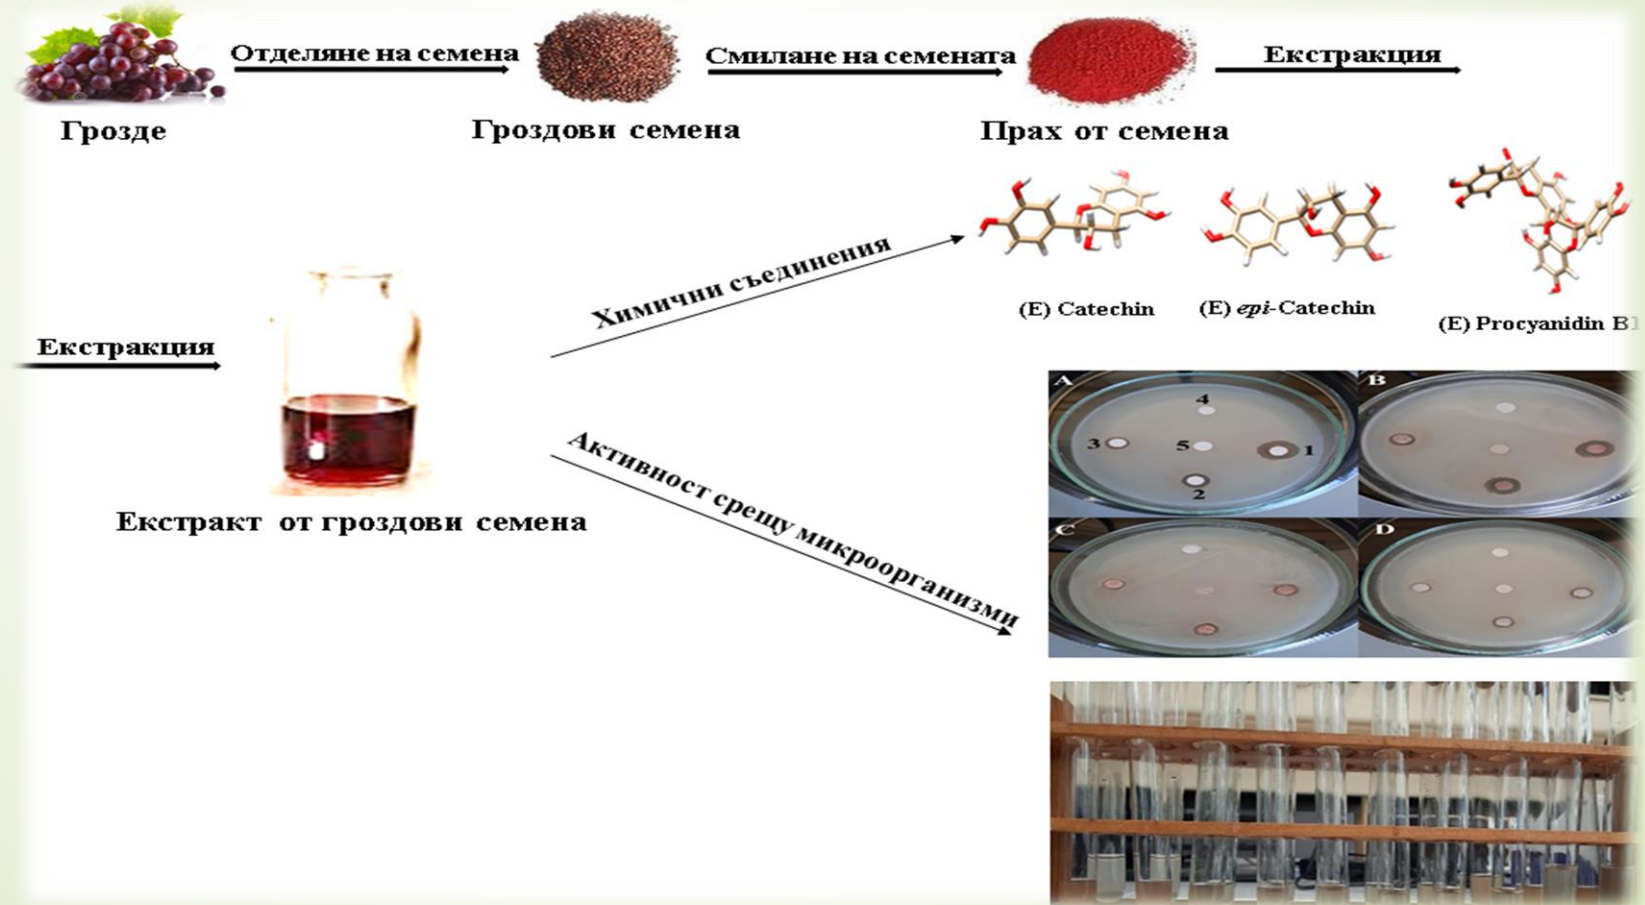 Отделяне на семена
Смилане на семената
Екстракция
Грозде
Гроздови семена
Прах от семена
Химични съединения
(E) Catechin
(E) epi-Catechin
(E) Procyanidin B1
Екстракция
Екстракт от гроздови семена
Активност срещу микроорганизми
A
4
3
5
1
2
B
C
D